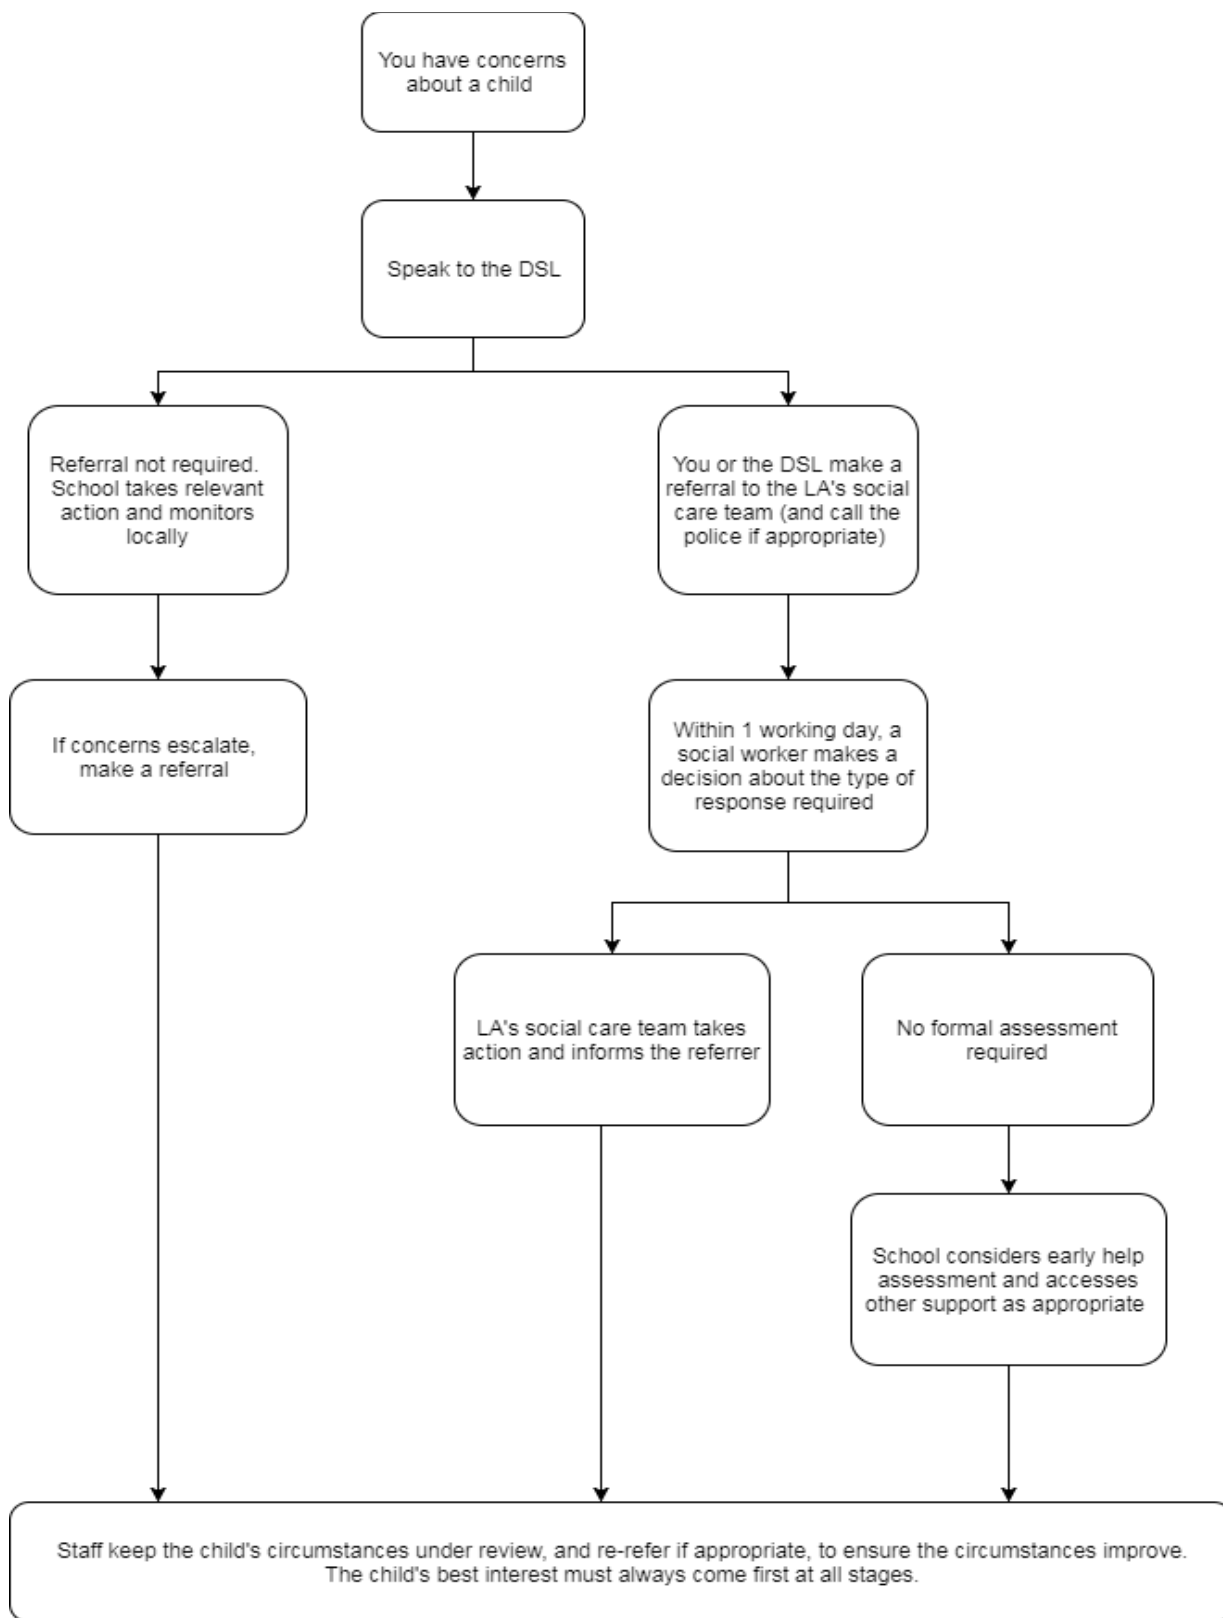 You have concerns
about a child
Speak to the DSL
Referral not required.
School takes relevant
action and monitors
locally
You or the DSL make a
referral to the LA's social
care team (and call the
police if appropriate)
If concerns escalate,
make a referral
Within 1 working day, a
social worker makes a
decision about the type of
response required
LA's social care team takes
action and informs the referrer
No formal assessment
required
School considers early help
assessment and accesses
other support as appropriate
Staff keep the child's circumstances under review, and re-refer if appropriate, to ensure the circumstances improve.
The child's best interest must always come first at all stages.